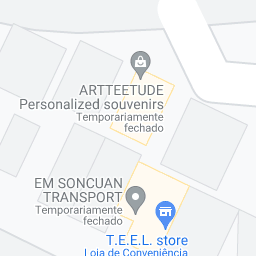 ARTTEETUDE
Personalized souvenirs
Temporariamente
fechado
EM SONCUAN
TRANSPORT
Temporariamente
fechado
T.E.E.L. store
Loja de Conveniência